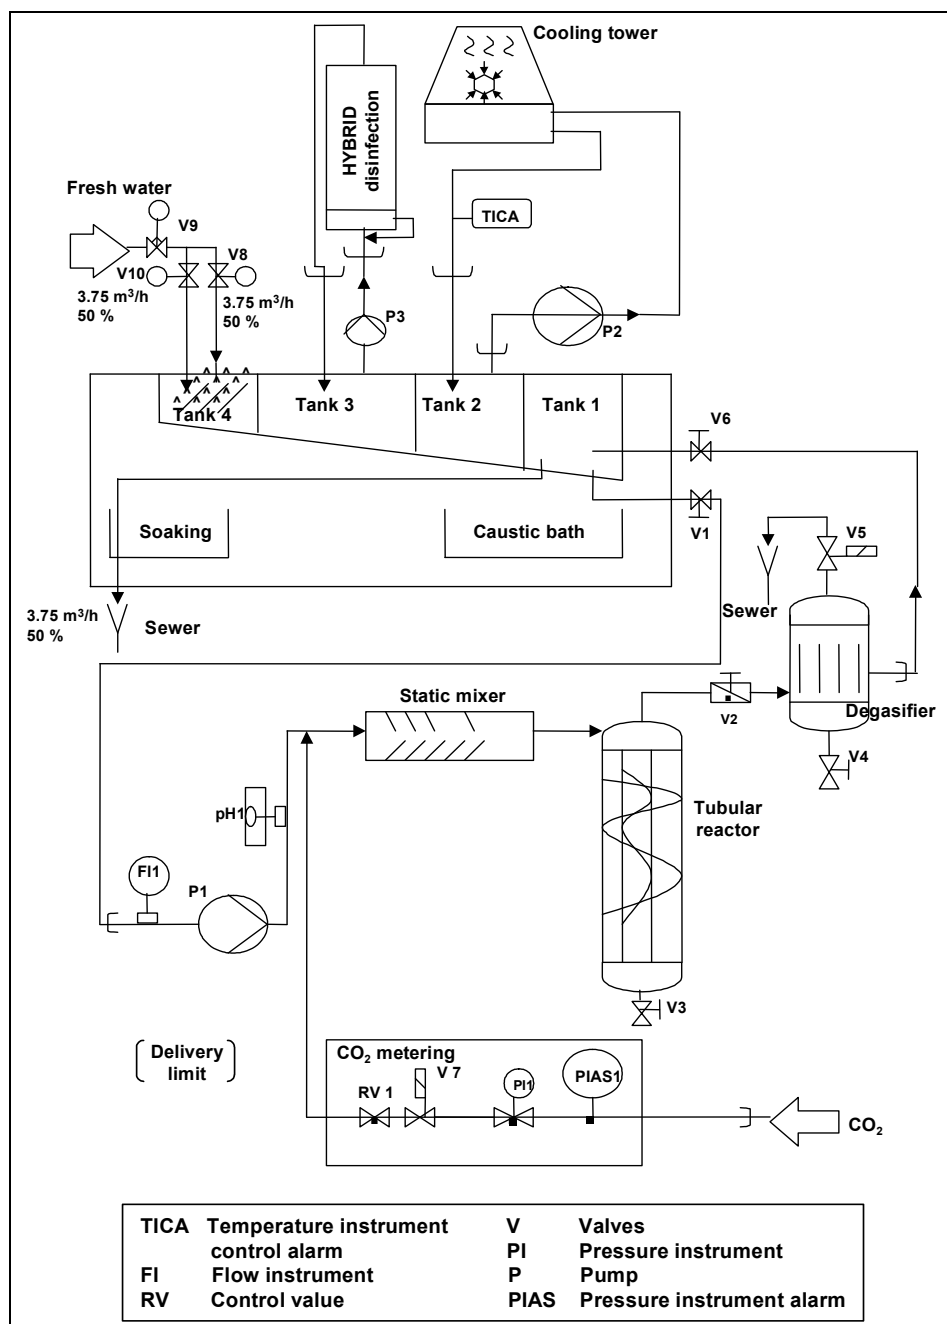 Cooling tower
HYBRID
disinfection
Fresh water
V9
TICA
V8
V10
3.75 m³/h
50 %
3.75 m³/h
50 %
P3
P2
Tank 4
Tank 3
Tank 2
Tank 1
V6
Soaking
Caustic bath
V1
V5
3.75 m³/h
50 %
Sewer
Sewer
Static mixer
V2
Degasifier
V4
pH1
Tubular
reactor
FI1
P1
V3
Delivery
limit
CO₂ metering
V 7
RV 1
PI1
PIAS1
CO₂
TICA Temperature instrument
control alarm
FI Flow instrument
RV Control value
V Valves
PI Pressure instrument
P Pump
PIAS Pressure instrument alarm